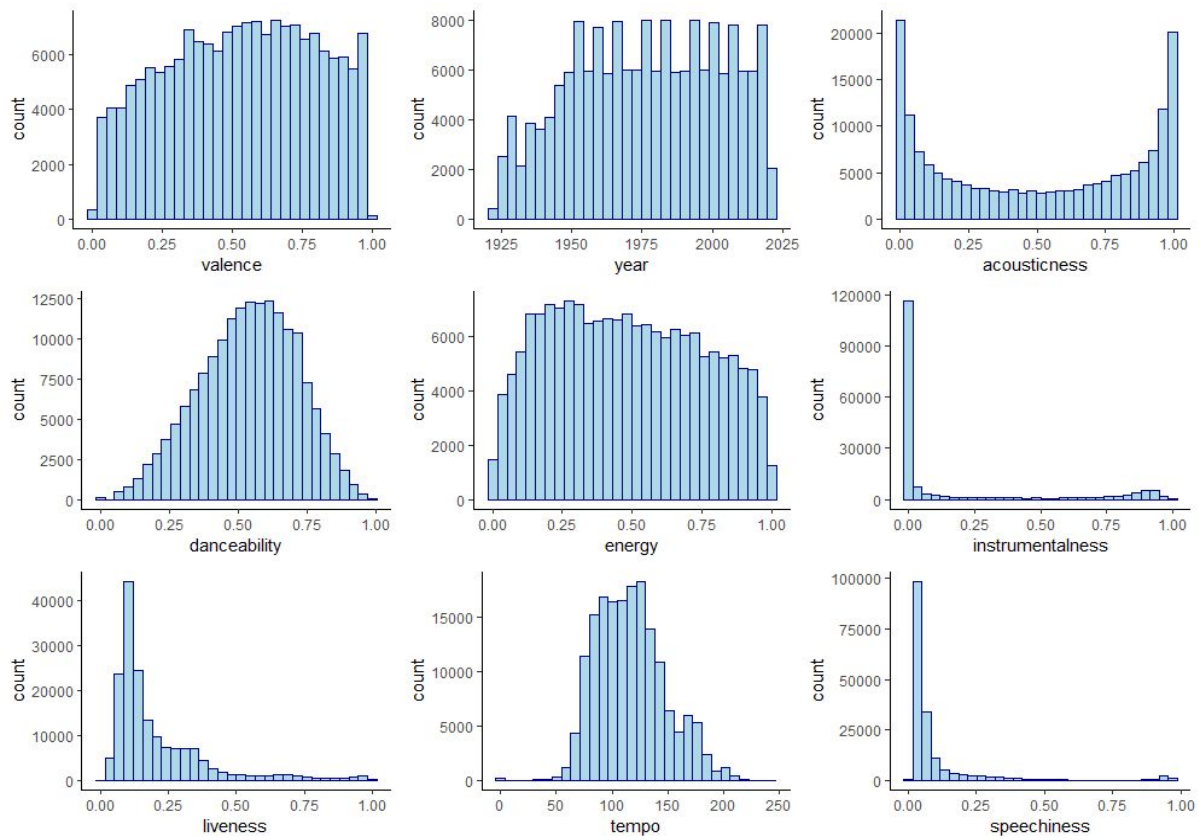 count
6000
4000
2000
0
0.00 0.25 0.50 0.75 1.00
valence
count
8000
6000
4000
2000
0
1925 1950 1975 2000 2025
year
count
20000
15000
10000
5000
0
0.00 0.25 0.50 0.75 1.00
acousticness
count
12500
10000
7500
5000
2500
0
0.00 0.25 0.50 0.75 1.00
danceability
count
6000
4000
2000
0
0.00 0.25 0.50 0.75 1.00
energy
count
120000
90000
60000
30000
0
0.00 0.25 0.50 0.75 1.00
instrumentalness
count
40000
30000
20000
10000
0
0.00 0.25 0.50 0.75 1.00
liveness
count
15000
10000
5000
0
0 50 100 150 200 250
tempo
count
100000
75000
50000
25000
0
0.00 0.25 0.50 0.75 1.00
speechiness